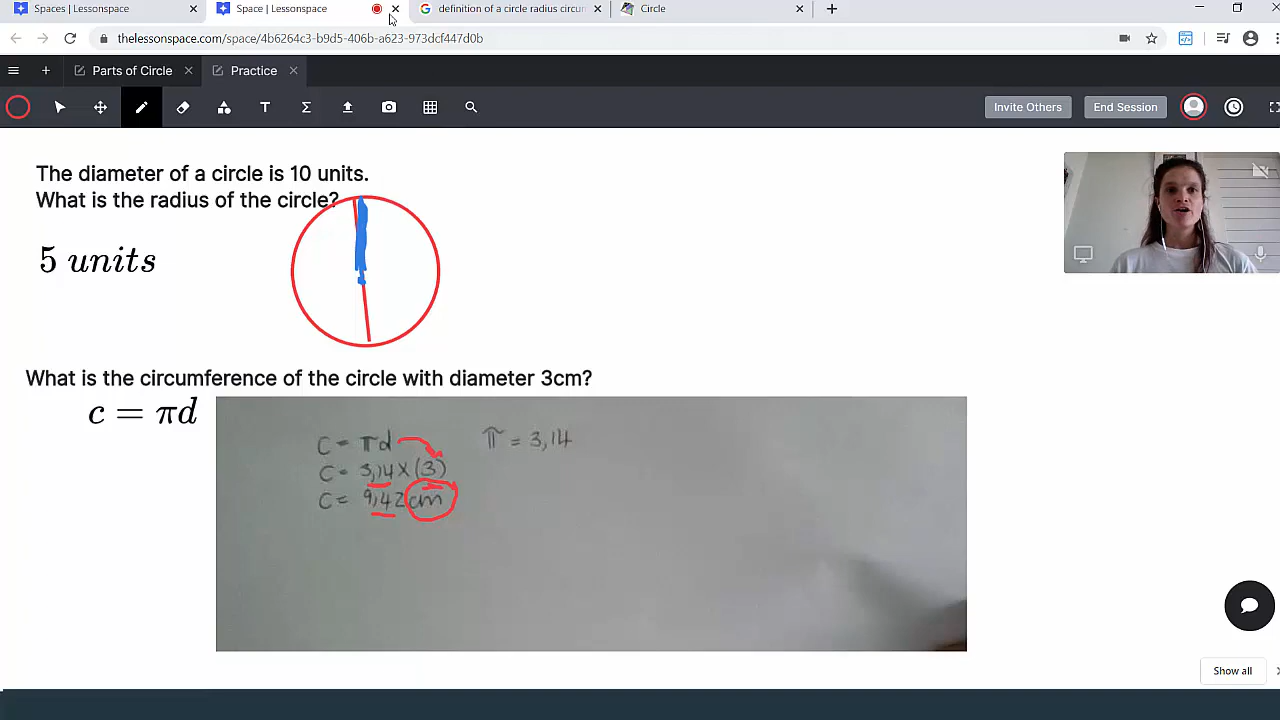 Spaces | Lessonspace
Space | Lessonspace
definition of a circle radius circun
Circle
thelessonspace.com/space/4b6264c3-b9d5-406b-a623-973dcf447d0b
Parts of Circle
Practice
T
Σ
Invite Others
End Session
The diameter of a circle is 10 units.
What is the radius of the circle?
5 units
What is the circumference of the circle with diameter 3cm?
c = πd
C = πd
π = 3,14
C = 3,14 × (3)
C = 9,42 cm
Show all